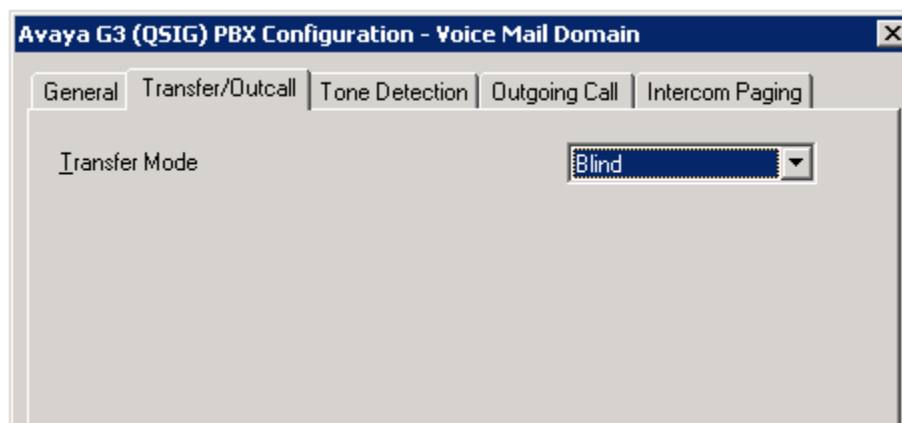 Avaya G3 (QSIG) PBX Configuration - Voice Mail Domain
General Transfer/Outcall Tone Detection Outgoing Call Intercom Paging
Transfer Mode Blind